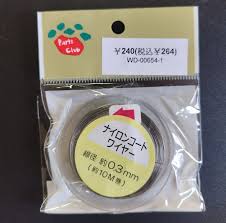 Parts
Club
￥240(税込￥264)
WD-00654-1
ナイロンコート
ワイヤー
線径 約0.3mm
(約10M巻)